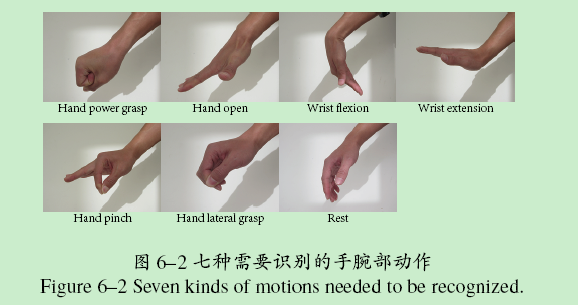 Hand power grasp
Hand open
Wrist flexion
Wrist extension
Hand pinch
Hand lateral grasp
Rest
图 6–2 七种需要识别的手腕部动作
Figure 6–2 Seven kinds of motions needed to be recognized.